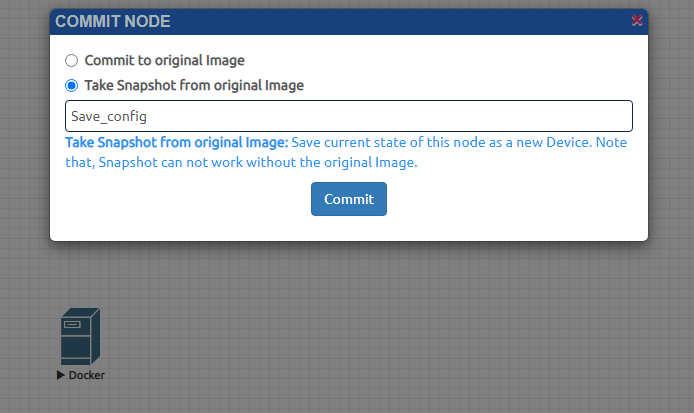 COMMIT NODE
Commit to original Image
Take Snapshot from original Image
Save_config
Take Snapshot from original Image: Save current state of this node as a new Device. Note
that, Snapshot can not work without the original Image.
Commit
Docker